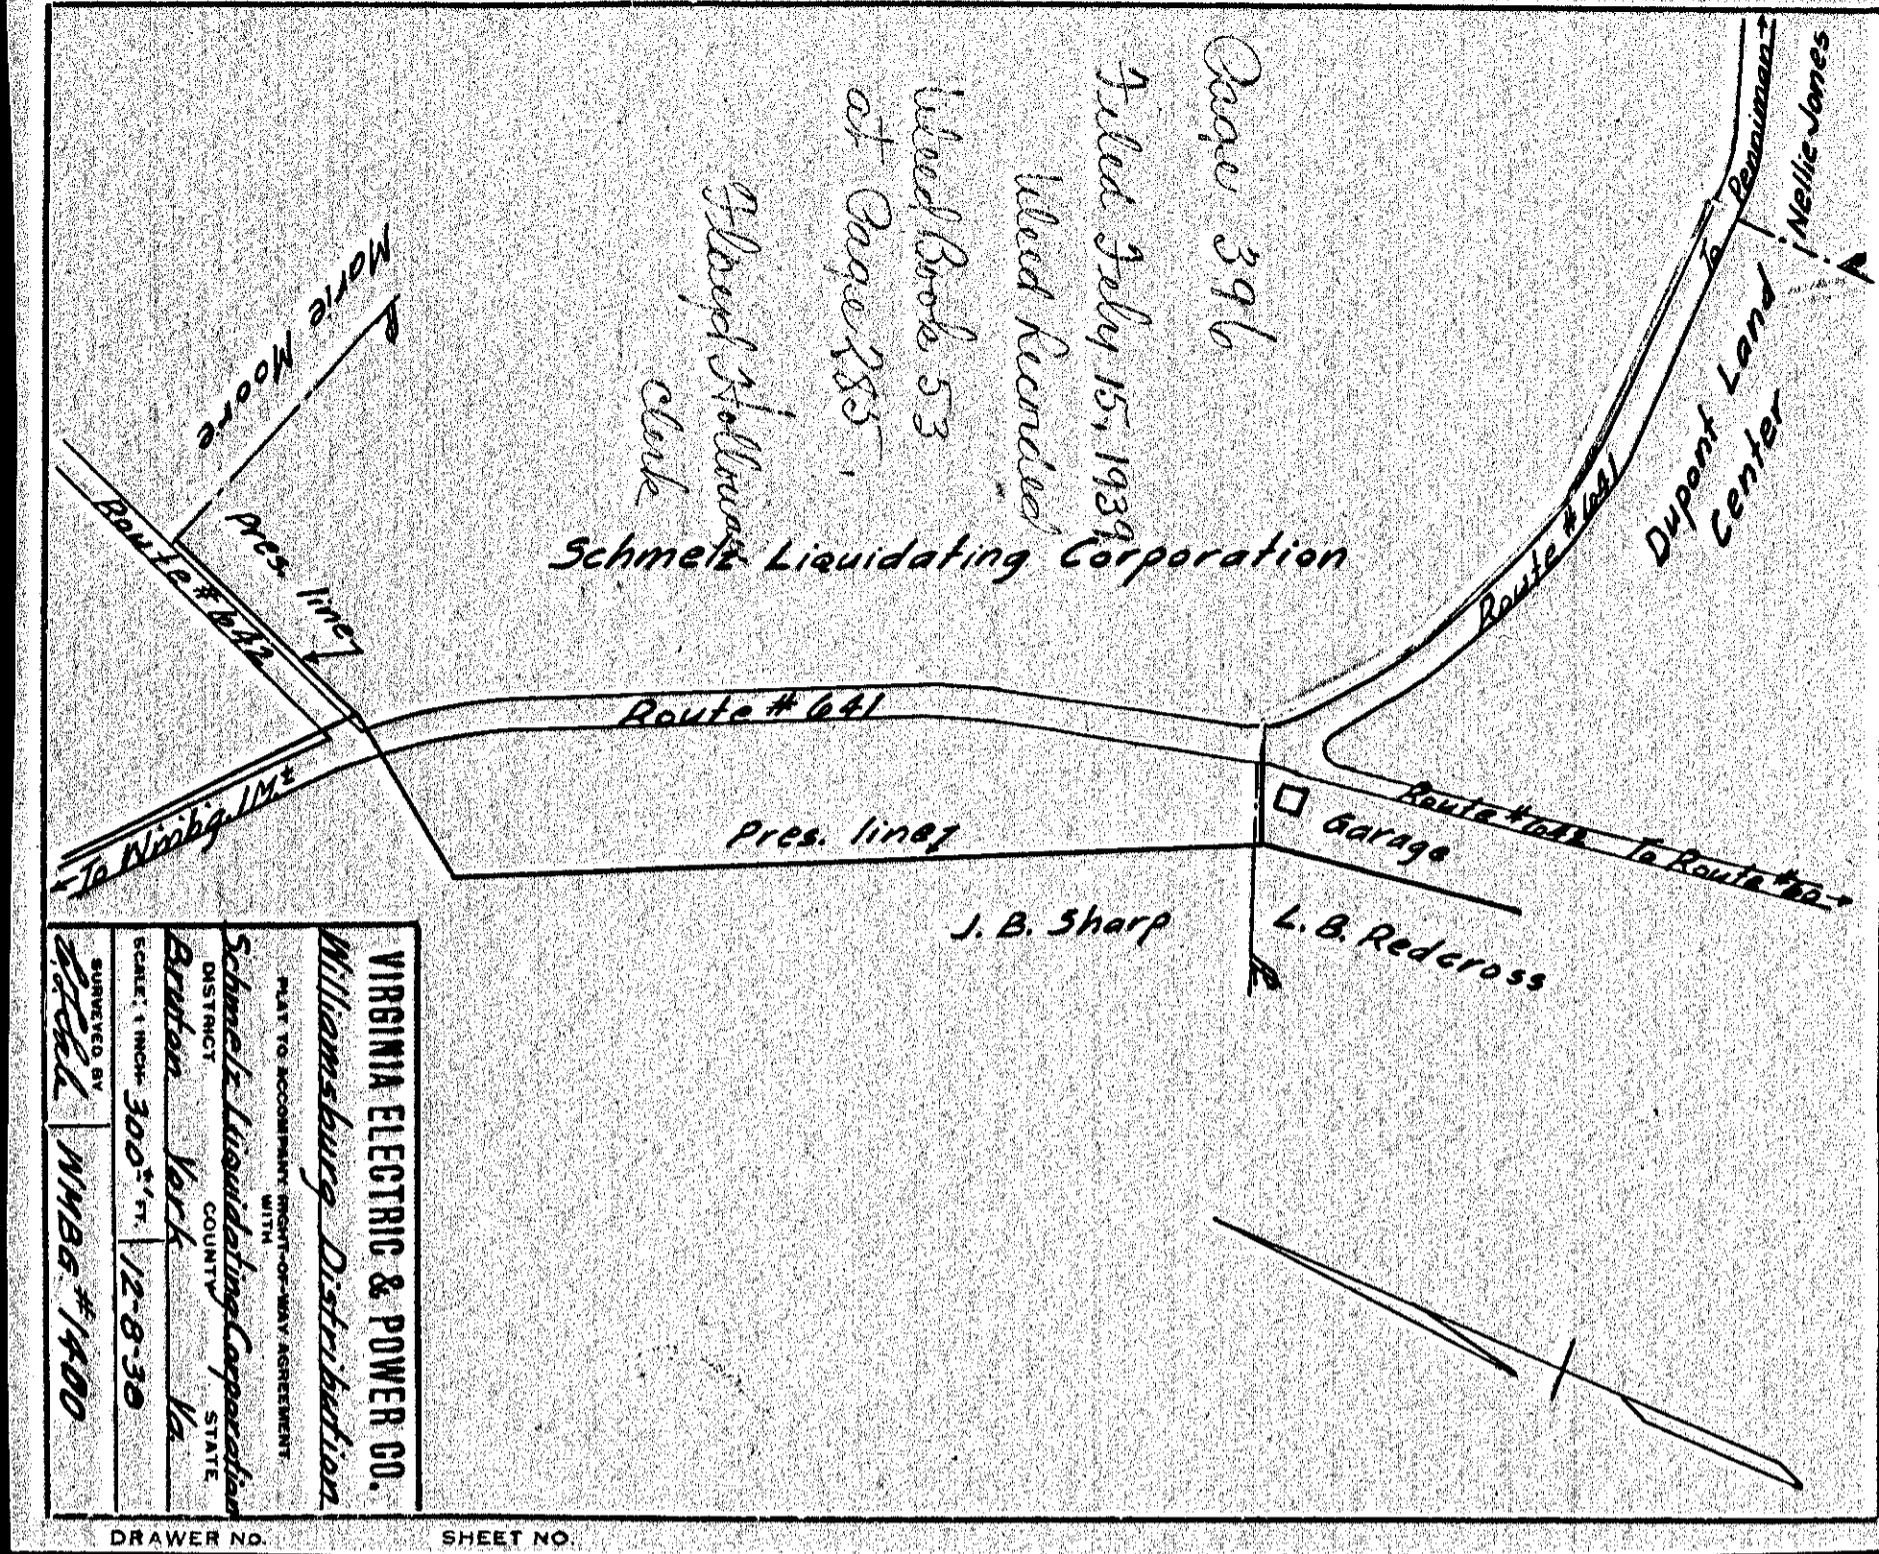 Page 396
Filed Feby 15, 1939
Deed Recorded
Deed Book 53
at Page 285,
Floyd Holloway
Clerk
To Penniman
Nellie Jones
Dupont Land
Center
Route #641
Marie Moore
Pres. line
Route #642
Schmelz Liquidating Corporation
Route #641
To Wmbg. 1M.±
Pres. line
Garage
Route #642 To Route #60
J. B. Sharp
L. B. Redcross
VIRGINIA ELECTRIC & POWER CO.
Williamsburg Distribution
PLAT TO ACCOMPANY RIGHT-OF-WAY AGREEMENT
WITH
Schmelz Liquidating Corporation
DISTRICT COUNTY STATE
Bruton York Va.
SCALE: 1 INCH= 300±' FT. 12-8-38
SURVEYED BY
WMBG #1400
DRAWER NO. SHEET NO.